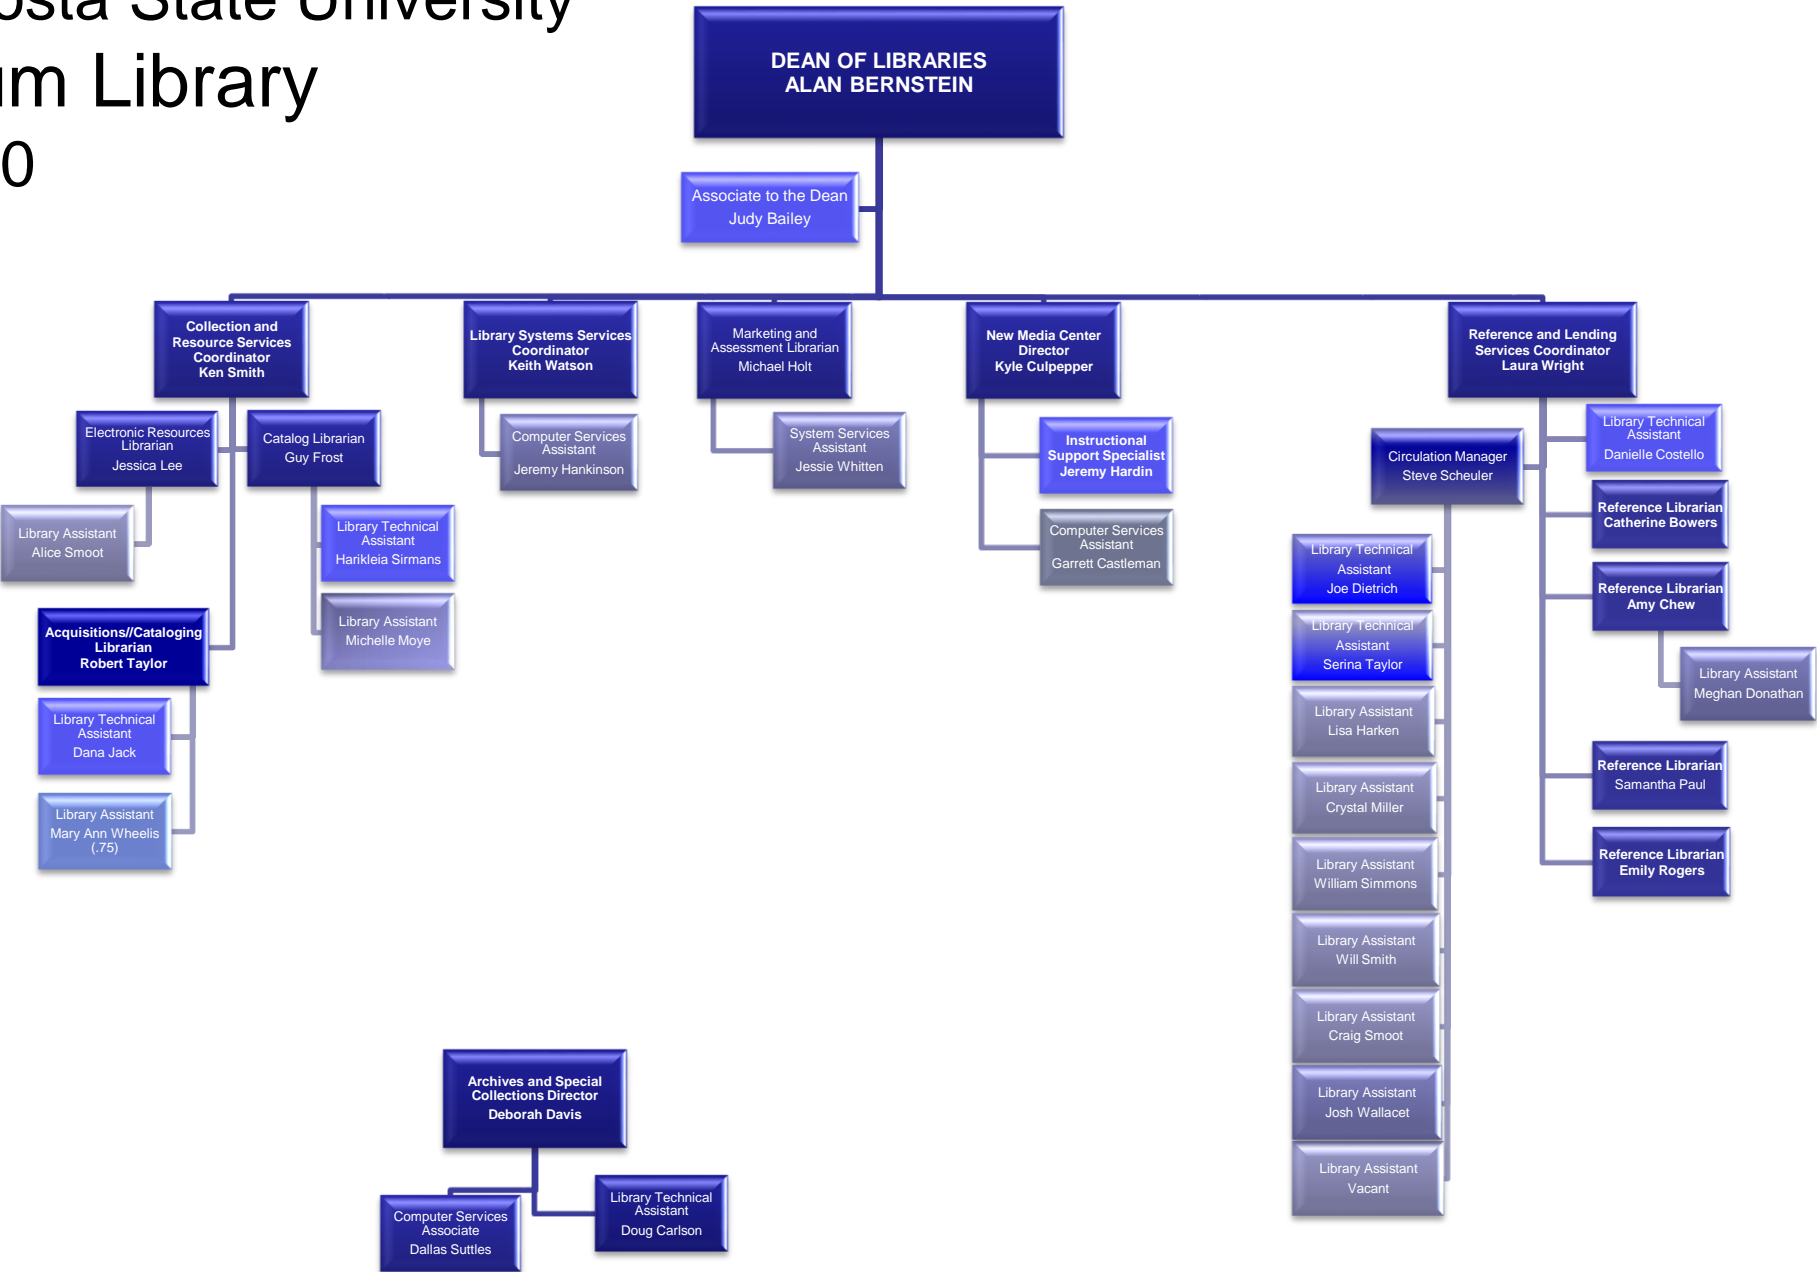 osta State University
um Library
0
DEAN OF LIBRARIES
ALAN BERNSTEIN
Associate to the Dean
Judy Bailey
Collection and
Resource Services
Coordinator
Ken Smith
Library Systems Services
Coordinator
Keith Watson
Marketing and
Assessment Librarian
Michael Holt
New Media Center
Director
Kyle Culpepper
Reference and Lending
Services Coordinator
Laura Wright
Electronic Resources
Librarian
Jessica Lee
Catalog Librarian
Guy Frost
Library Assistant
Alice Smoot
Library Technical
Assistant
Harikleia Sirmans
Library Assistant
Michelle Moye
Acquisitions//Cataloging
Librarian
Robert Taylor
Library Technical
Assistant
Dana Jack
Library Assistant
Mary Ann Wheelis
(.75)
Computer Services
Assistant
Jeremy Hankinson
System Services
Assistant
Jessie Whitten
Instructional
Support Specialist
Jeremy Hardin
Computer Services
Assistant
Garrett Castleman
Circulation Manager
Steve Scheuler
Library Technical
Assistant
Joe Dietrich
Library Technical
Assistant
Serina Taylor
Library Assistant
Lisa Harken
Library Assistant
Crystal Miller
Library Assistant
William Simmons
Library Assistant
Will Smith
Library Assistant
Craig Smoot
Library Assistant
Josh Wallacet
Library Assistant
Vacant
Library Technical
Assistant
Danielle Costello
Reference Librarian
Catherine Bowers
Reference Librarian
Amy Chew
Library Assistant
Meghan Donathan
Reference Librarian
Samantha Paul
Reference Librarian
Emily Rogers
Archives and Special
Collections Director
Deborah Davis
Computer Services
Associate
Dallas Suttles
Library Technical
Assistant
Doug Carlson